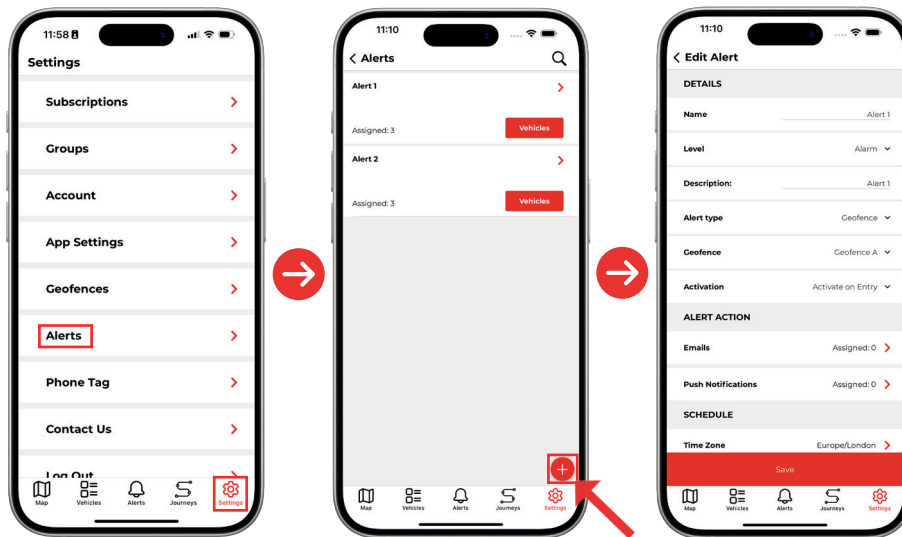 11:58
Settings
Subscriptions
Groups
Account
App Settings
Geofences
Alerts
Phone Tag
Contact Us
Log Out
Map Vehicles Alerts Journeys Settings
11:10
Alerts
Alert 1
Assigned: 3 Vehicles
Alert 2
Assigned: 3 Vehicles
Map Vehicles Alerts Journeys Settings
11:10
Edit Alert
DETAILS
Name Alert 1
Level Alarm
Description: Alert 1
Alert type Geofence
Geofence Geofence A
Activation Activate on Entry
ALERT ACTION
Emails Assigned: 0
Push Notifications Assigned: 0
SCHEDULE
Time Zone Europe/London
Save
Map Vehicles Alerts Journeys Settings